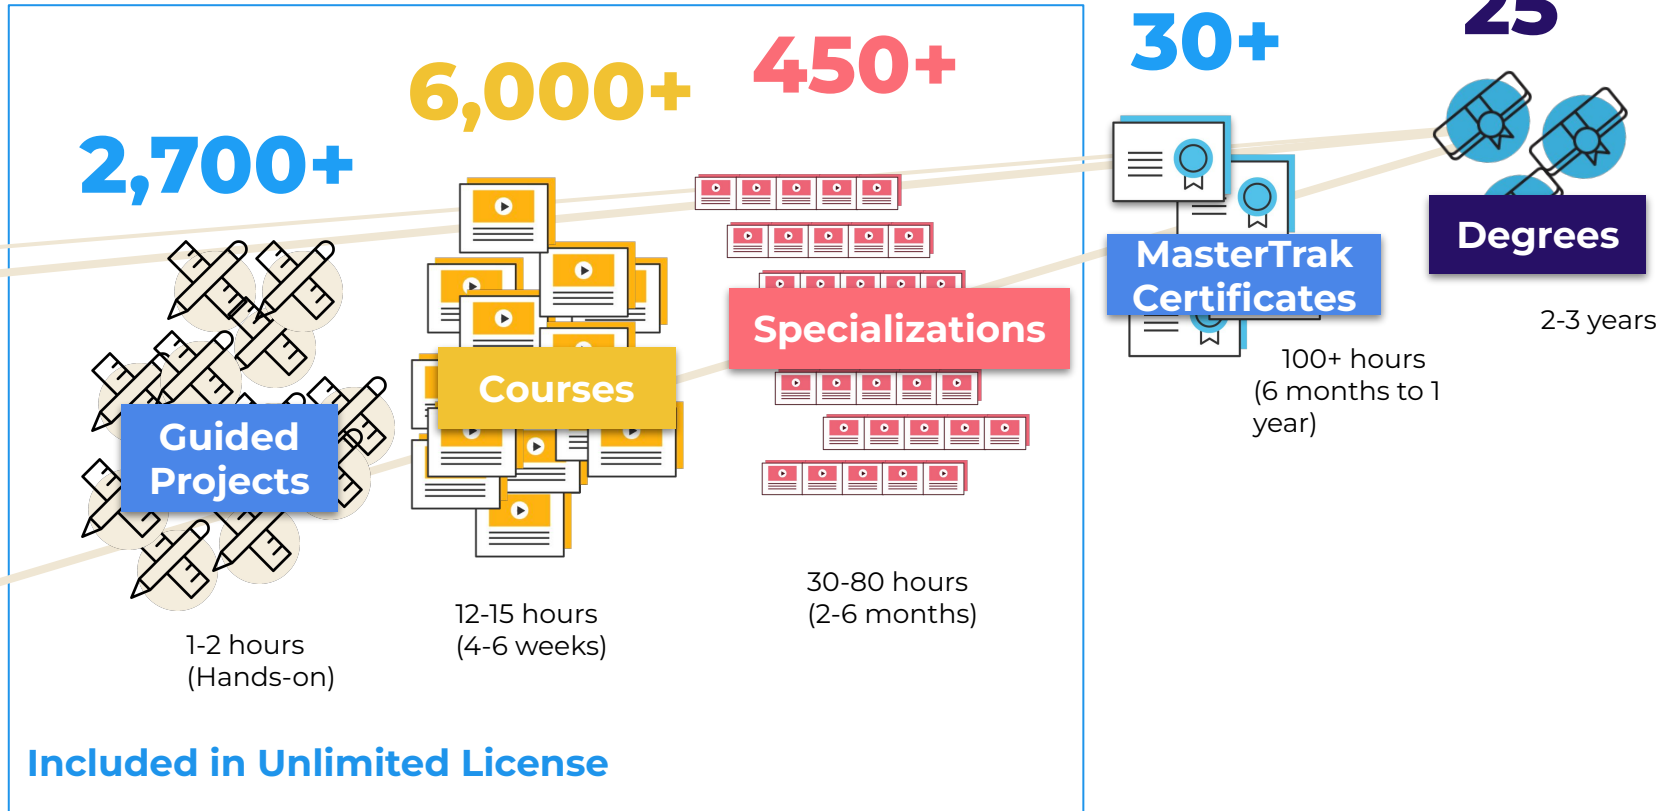 2,700+
Guided
Projects
1-2 hours
(Hands-on)
6,000+
Courses
12-15 hours
(4-6 weeks)
450+
Specializations
30-80 hours
(2-6 months)
30+
MasterTrak
Certificates
100+ hours
(6 months to 1
year)
25
Degrees
2-3 years
Included in Unlimited License